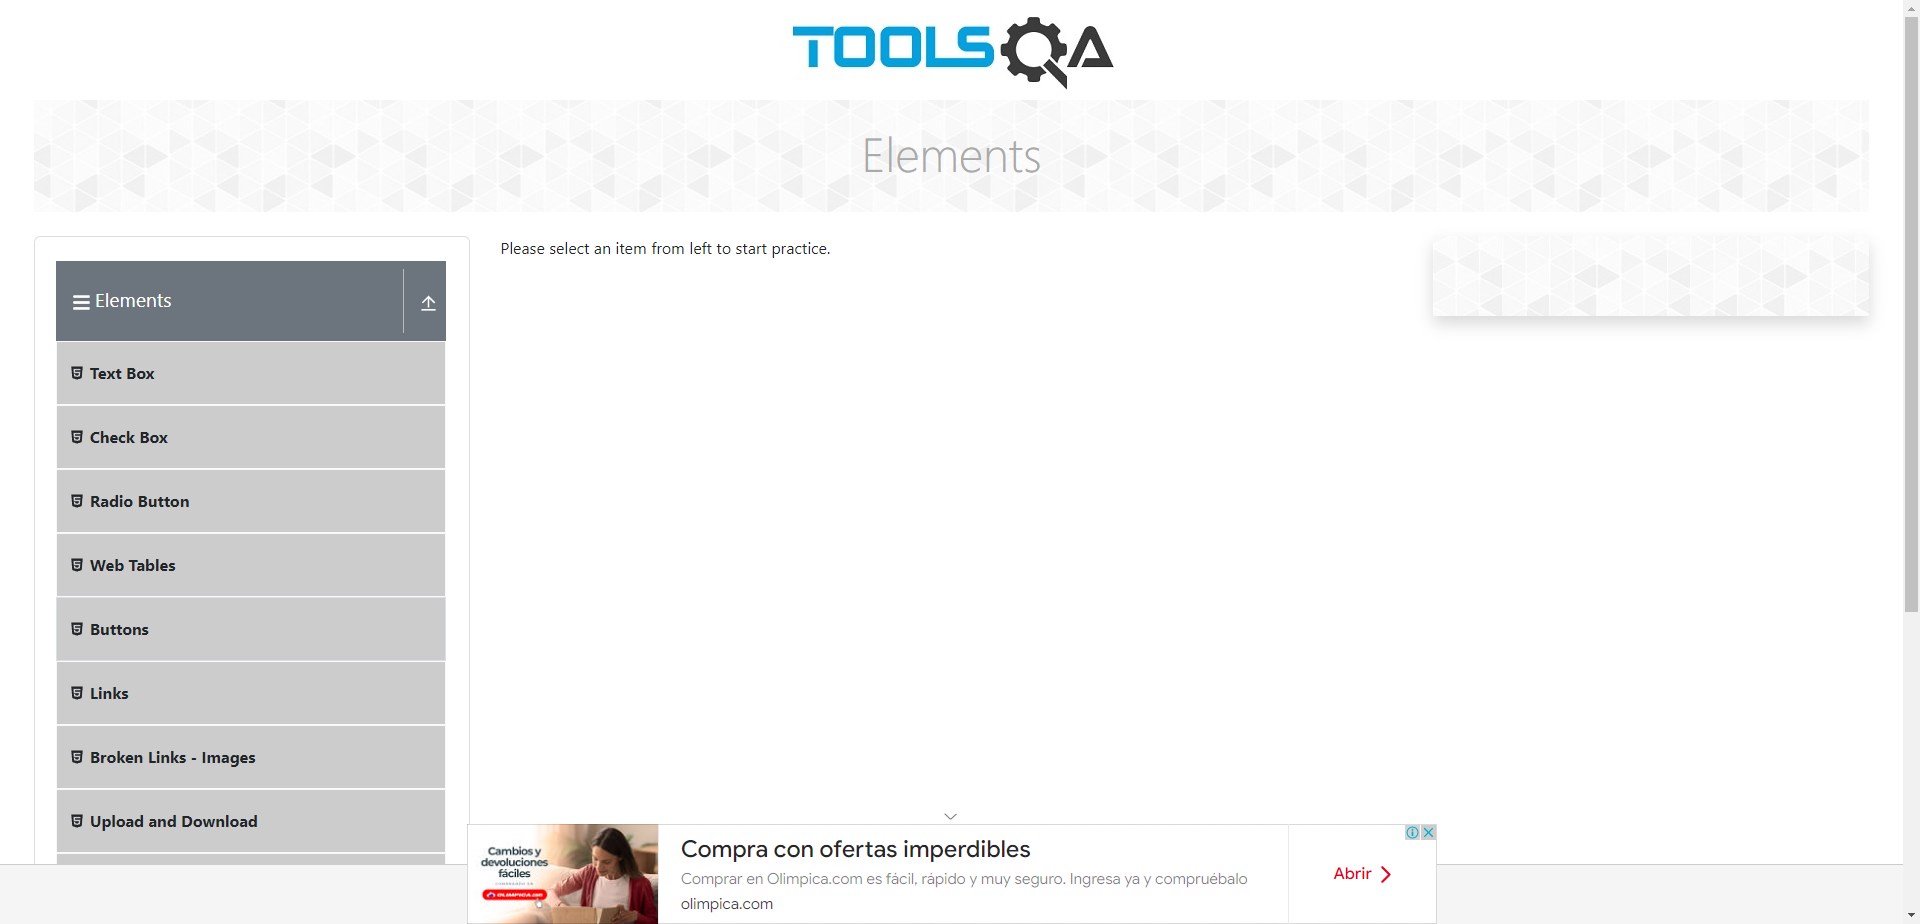 TOOLSQA
Elements
Elements
Text Box
Check Box
Radio Button
Web Tables
Buttons
Links
Broken Links - Images
Upload and Download
Please select an item from left to start practice.
Cambios y
devoluciones
fáciles
OLIMPICA.com
Compra con ofertas imperdibles
Comprar en Olimpica.com es fácil, rápido y muy seguro. Ingresa ya y compruébalo
olimpica.com
Abrir